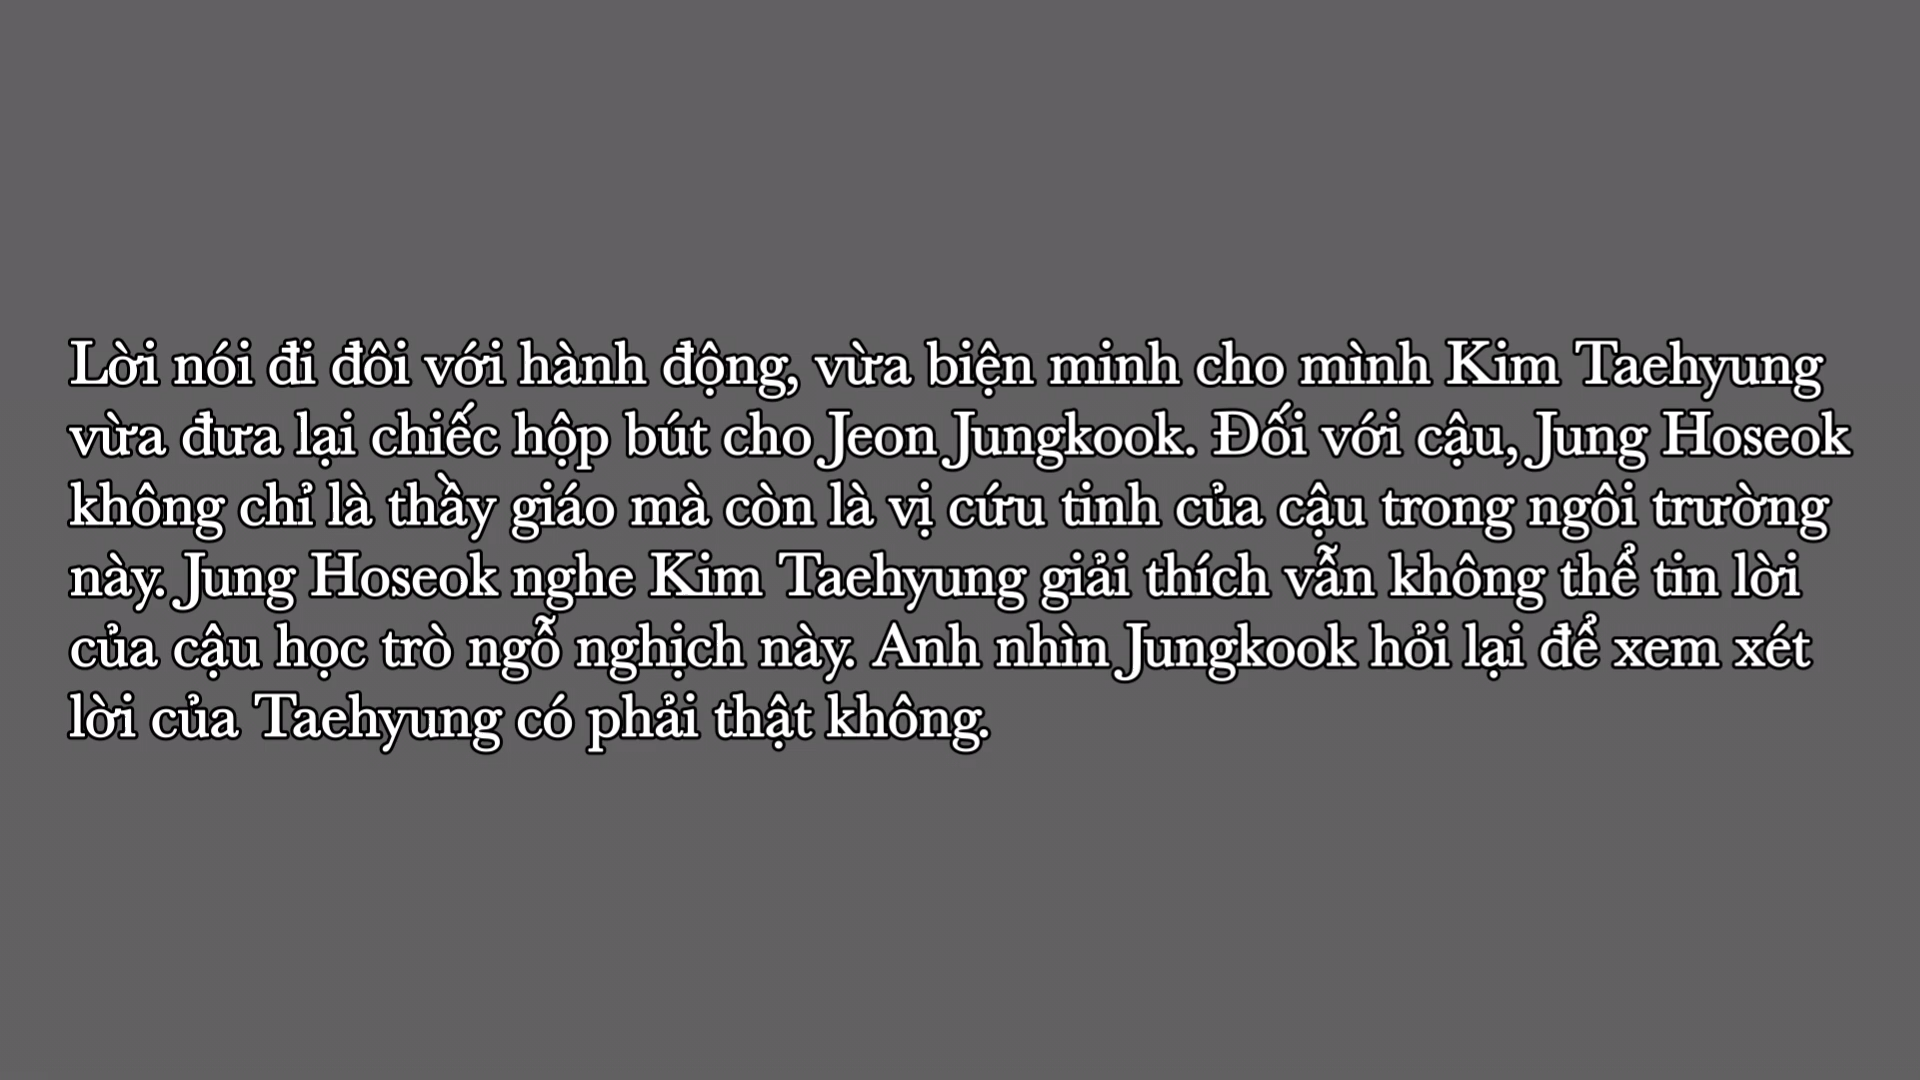 Lời nói đi đôi với hành động, vừa biện minh cho mình Kim Taehyung
vừa đưa lại chiếc hộp bút cho Jeon Jungkook. Đối với cậu, Jung Hoseok
không chỉ là thầy giáo mà còn là vị cứu tinh của cậu trong ngôi trường
này. Jung Hoseok nghe Kim Taehyung giải thích vẫn không thể tin lời
của cậu học trò ngỗ nghịch này. Anh nhìn Jungkook hỏi lại để xem xét
lời của Taehyung có phải thật không.